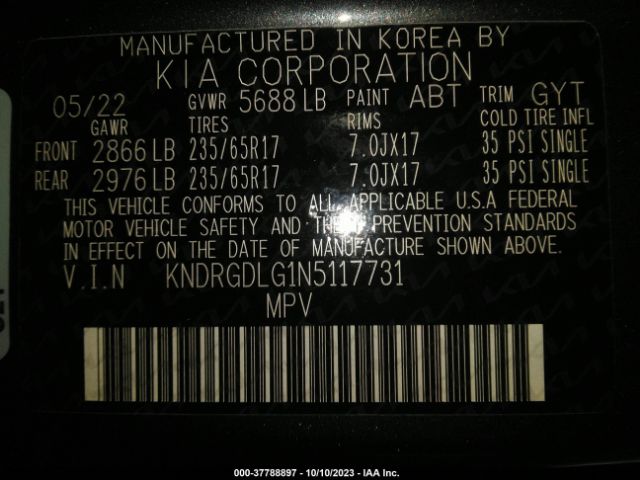 MANUFACTURED IN KOREA BY
KIA CORPORATION
05/22 GVWR 5688 LB PAINT ABT TRIM GYT
GAWR TIRES RIMS COLD TIRE INFL
FRONT 2866 LB 235/65R17 7.0JX17 35 PSI SINGLE
REAR 2976 LB 235/65R17 7.0JX17 35 PSI SINGLE
THIS VEHICLE CONFORMS TO ALL APPLICABLE U.S.A FEDERAL
MOTOR VEHICLE SAFETY AND THEFT PREVENTION STANDARDS
IN EFFECT ON THE DATE OF MANUFACTURE SHOWN ABOVE.
V.I.N KNDRGDLG1N5117731
MPV
000-37788897 - 10/10/2023 - IAA Inc.